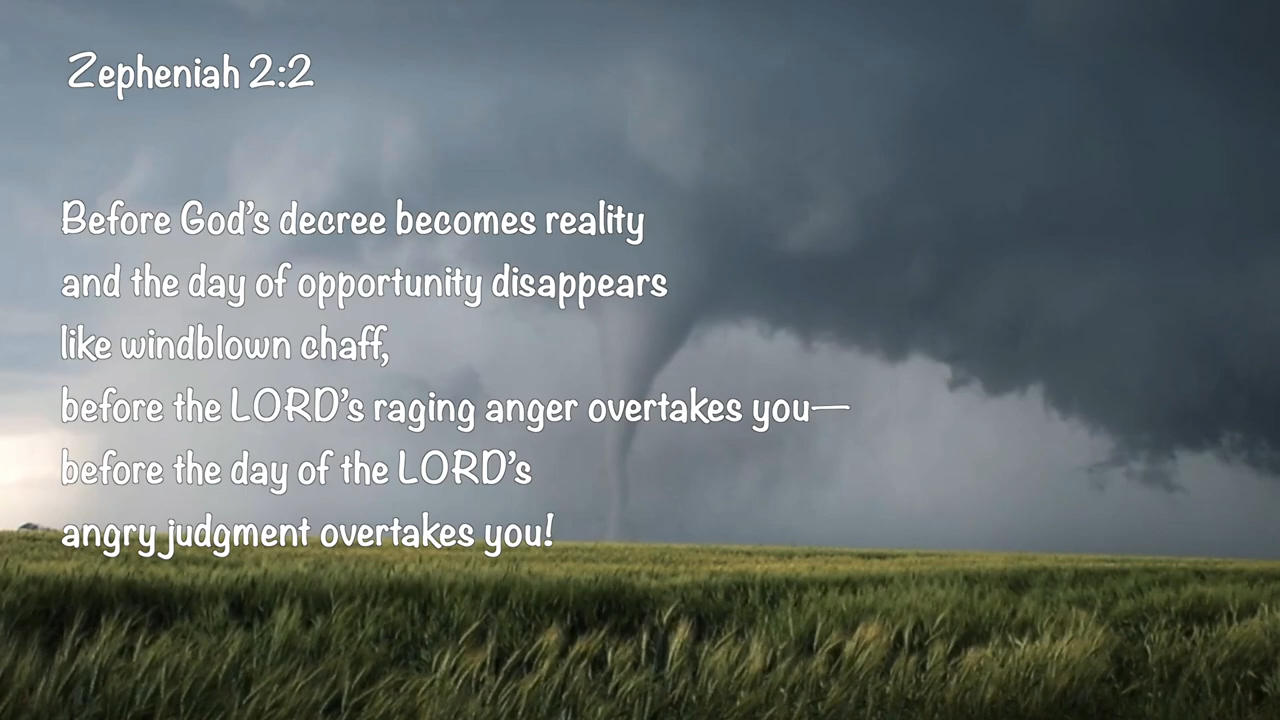 Zepheniah 2:2
Before God’s decree becomes reality
and the day of opportunity disappears
like windblown chaff,
before the LORD’s raging anger overtakes you—
before the day of the LORD’s
angry judgment overtakes you!